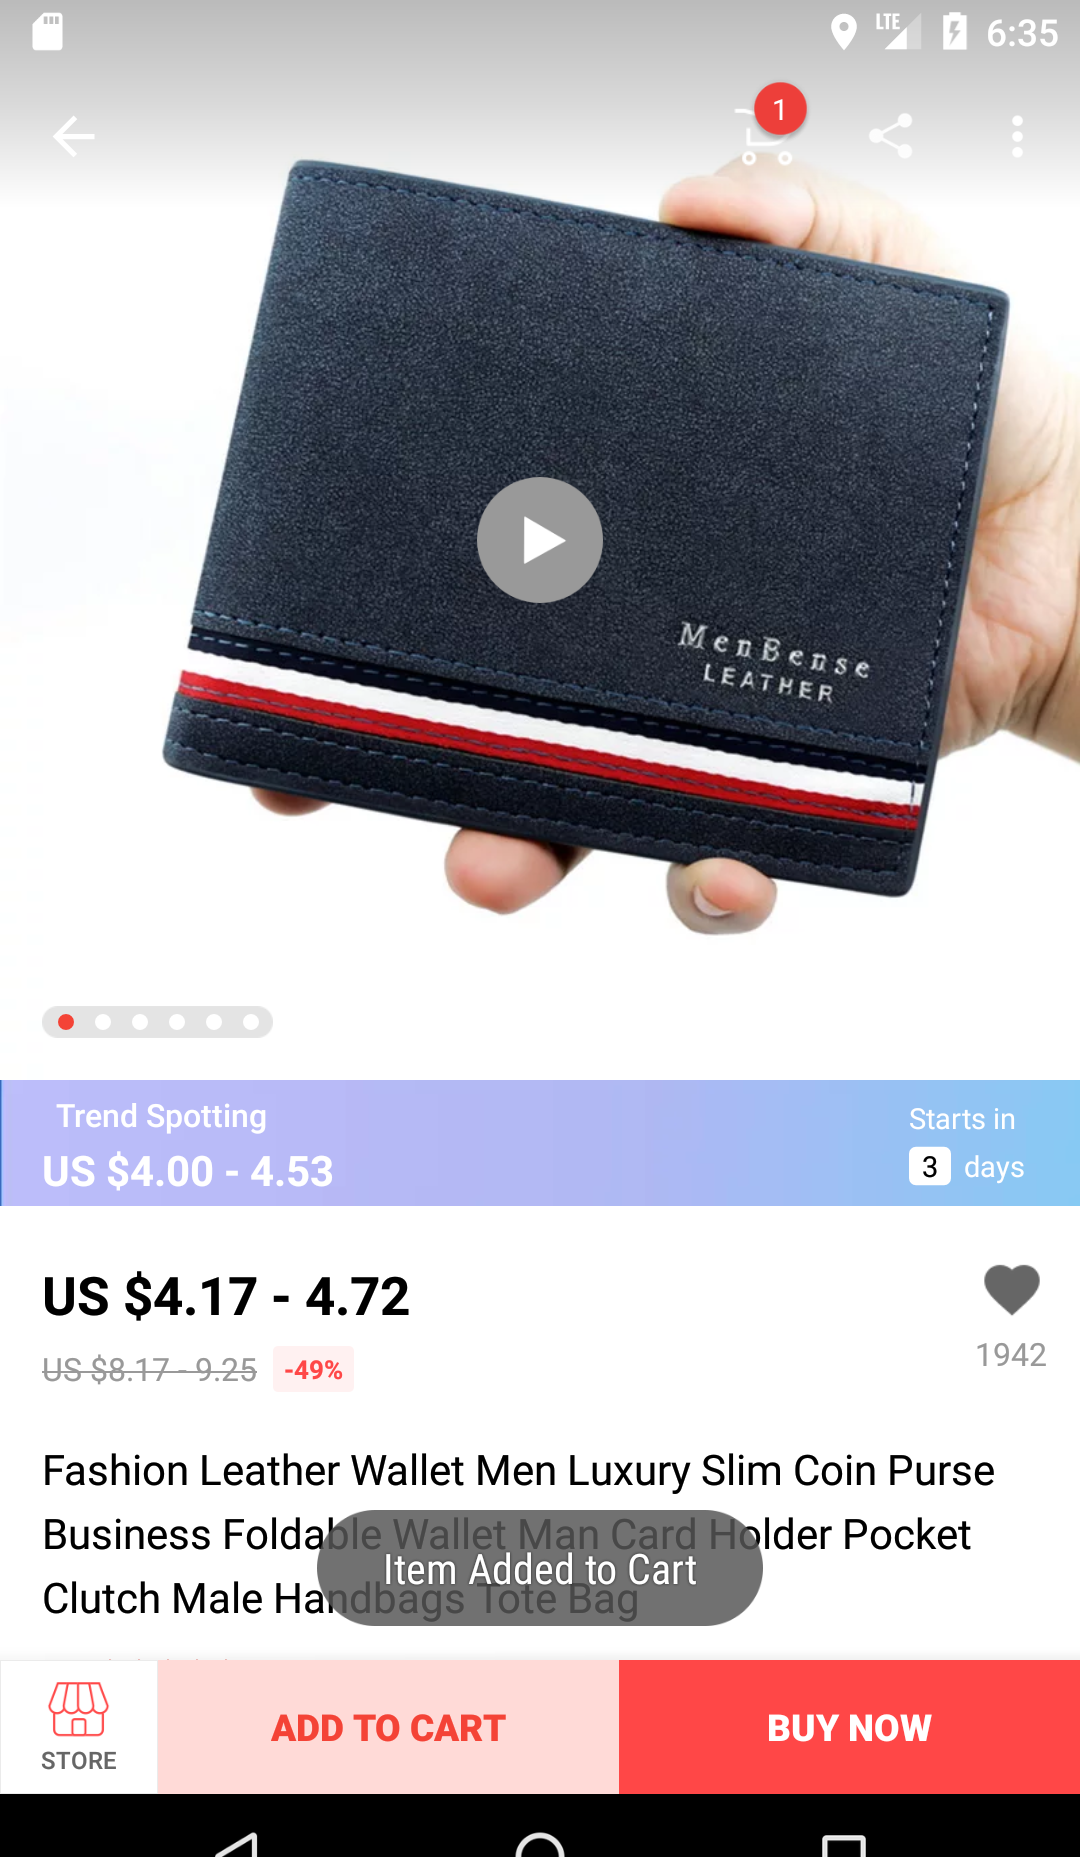 LTE 6:35
1
MenBense
LEATHER
Trend Spotting
Starts in
US $4.00 - 4.53
3 days
US $4.17 - 4.72
US $8.17 - 9.25 -49%
1942
Fashion Leather Wallet Men Luxury Slim Coin Purse
Business Foldable Wallet Man Card Holder Pocket
Clutch Male Handbags Tote Bag
Item Added to Cart
STORE
ADD TO CART
BUY NOW